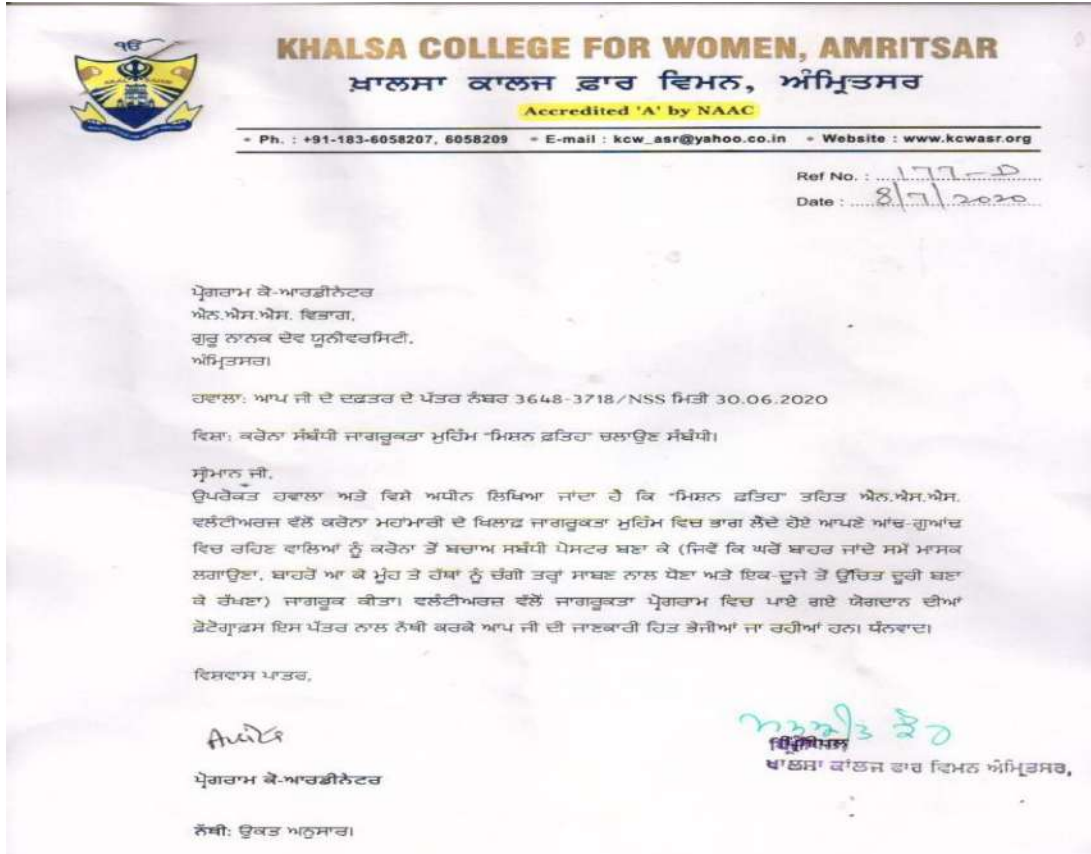 ੴ
KHALSA COLLEGE FOR WOMEN, AMRITSAR
ਖ਼ਾਲਸਾ ਕਾਲਜ ਫ਼ਾਰ ਵਿਮਨ, ਅੰਮ੍ਰਿਤਸਰ
Accredited 'A' by NAAC
• Ph. : +91-183-6058207, 6058209 • E-mail : kcw_asr@yahoo.co.in • Website : www.kcwasr.org
Ref No. : 177-D
Date : 8/7/2020
ਪ੍ਰੋਗਰਾਮ ਕੋ-ਆਰਡੀਨੇਟਰ
ਐਨ.ਐਸ.ਐਸ. ਵਿਭਾਗ,
ਗੁਰੂ ਨਾਨਕ ਦੇਵ ਯੂਨੀਵਰਸਿਟੀ,
ਅੰਮ੍ਰਿਤਸਰ।
ਹਵਾਲਾ: ਆਪ ਜੀ ਦੇ ਦਫਤਰ ਦੇ ਪੱਤਰ ਨੰਬਰ 3648-3718/NSS ਮਿਤੀ 30.06.2020
ਵਿਸ਼ਾ: ਕਰੋਨਾ ਸੰਬੰਧੀ ਜਾਗਰੂਕਤਾ ਮੁਹਿੰਮ "ਮਿਸ਼ਨ ਫ਼ਤਿਹ" ਚਲਾਉਣ ਸੰਬੰਧੀ।
ਸ੍ਰੀਮਾਨ ਜੀ,
ਉਪਰੋਕਤ ਹਵਾਲਾ ਅਤੇ ਵਿਸ਼ੇ ਅਧੀਨ ਲਿਖਿਆ ਜਾਂਦਾ ਹੈ ਕਿ "ਮਿਸ਼ਨ ਫ਼ਤਿਹ" ਤਹਿਤ ਐਨ.ਐਸ.ਐਸ.
ਵਲੰਟੀਅਰਜ਼ ਵੱਲੋਂ ਕਰੋਨਾ ਮਹਾਂਮਾਰੀ ਦੇ ਖਿਲਾਫ਼ ਜਾਗਰੂਕਤਾ ਮੁਹਿੰਮ ਵਿਚ ਭਾਗ ਲੈਂਦੇ ਹੋਏ ਆਪਣੇ ਆਂਢ-ਗੁਆਂਢ
ਵਿਚ ਰਹਿਣ ਵਾਲਿਆਂ ਨੂੰ ਕਰੋਨਾ ਤੋਂ ਬਚਾਅ ਸਬੰਧੀ ਪੋਸਟਰ ਬਣਾ ਕੇ (ਜਿਵੇਂ ਕਿ ਘਰੋਂ ਬਾਹਰ ਜਾਂਦੇ ਸਮੇਂ ਮਾਸਕ
ਲਗਾਉਣਾ, ਬਾਹਰੋਂ ਆ ਕੇ ਮੂੰਹ ਤੇ ਹੱਥਾਂ ਨੂੰ ਚੰਗੀ ਤਰ੍ਹਾਂ ਸਾਬਣ ਨਾਲ ਧੋਣਾ ਅਤੇ ਇਕ-ਦੂਜੇ ਤੋਂ ਉਚਿਤ ਦੂਰੀ ਬਣਾ
ਕੇ ਰੱਖਣਾ) ਜਾਗਰੂਕ ਕੀਤਾ। ਵਲੰਟੀਅਰਜ਼ ਵੱਲੋਂ ਜਾਗਰੂਕਤਾ ਪ੍ਰੋਗਰਾਮ ਵਿਚ ਪਾਏ ਗਏ ਯੋਗਦਾਨ ਦੀਆਂ
ਫ਼ੋਟੋਗ੍ਰਾਫ਼ਸ ਇਸ ਪੱਤਰ ਨਾਲ ਨੱਥੀ ਕਰਕੇ ਆਪ ਜੀ ਦੀ ਜਾਣਕਾਰੀ ਹਿਤ ਭੇਜੀਆਂ ਜਾ ਰਹੀਆਂ ਹਨ। ਧੰਨਵਾਦ।
ਵਿਸ਼ਵਾਸ ਪਾਤਰ,
ਪ੍ਰਿੰਸੀਪਲ
ਖਾਲਸਾ ਕਾਲਜ ਫਾਰ ਵਿਮਨ ਅੰਮ੍ਰਿਤਸਰ,
ਪ੍ਰੋਗਰਾਮ ਕੋ-ਆਰਡੀਨੇਟਰ
ਨੱਥੀ: ਉਕਤ ਅਨੁਸਾਰ।